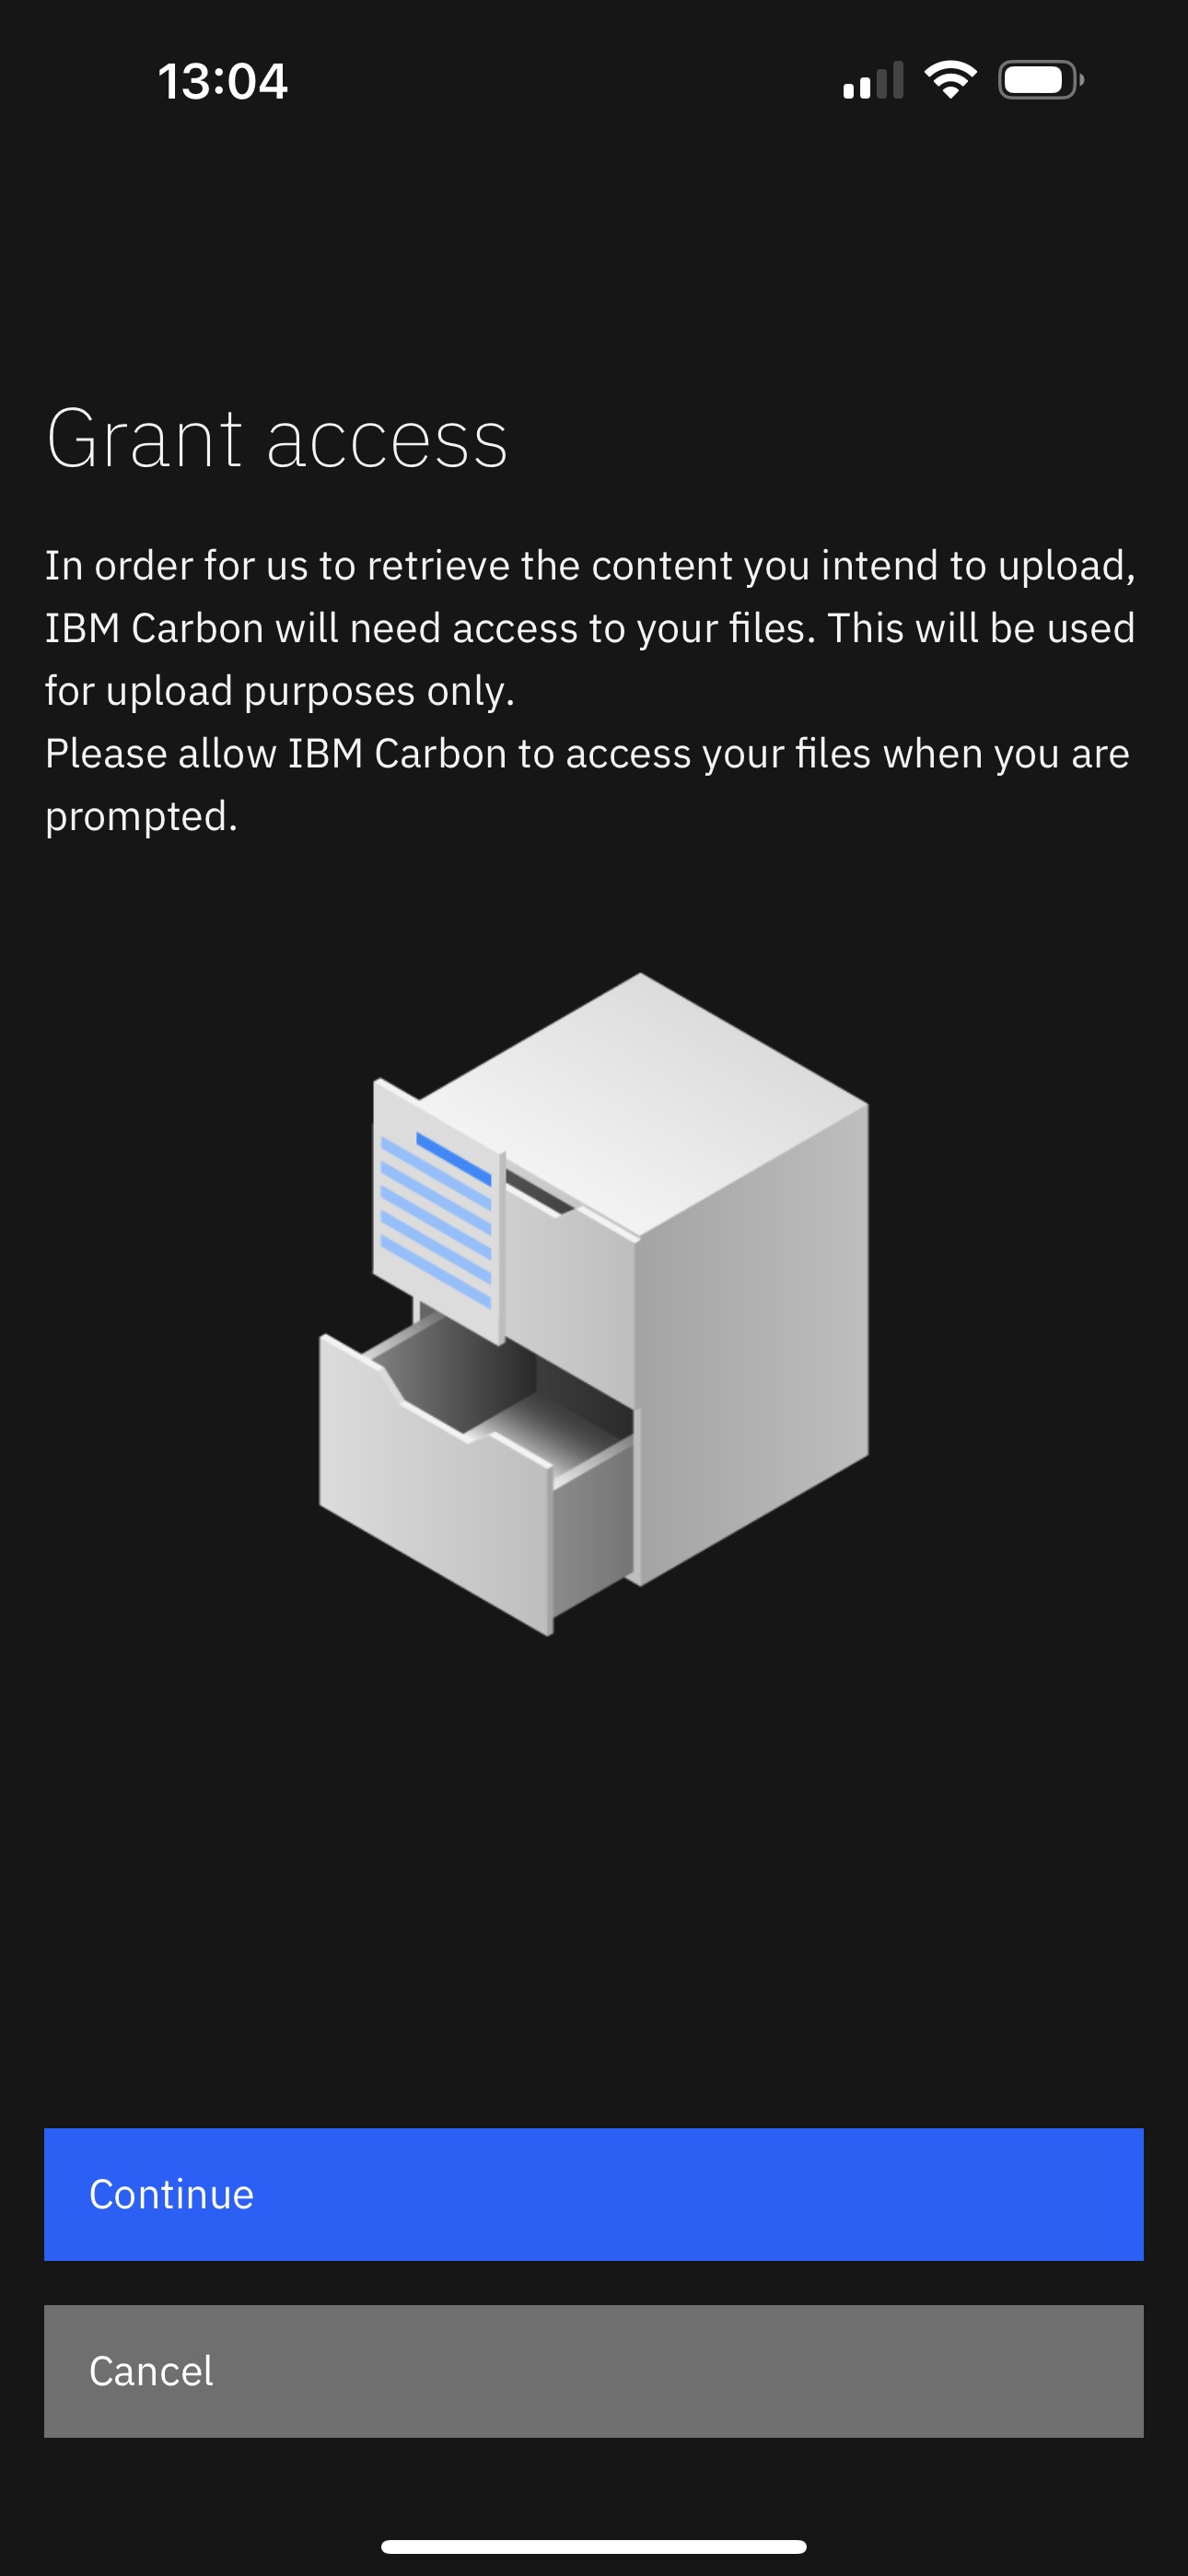 13:04
Grant access
In order for us to retrieve the content you intend to upload,
IBM Carbon will need access to your files. This will be used
for upload purposes only.
Please allow IBM Carbon to access your files when you are
prompted.
Continue
Cancel